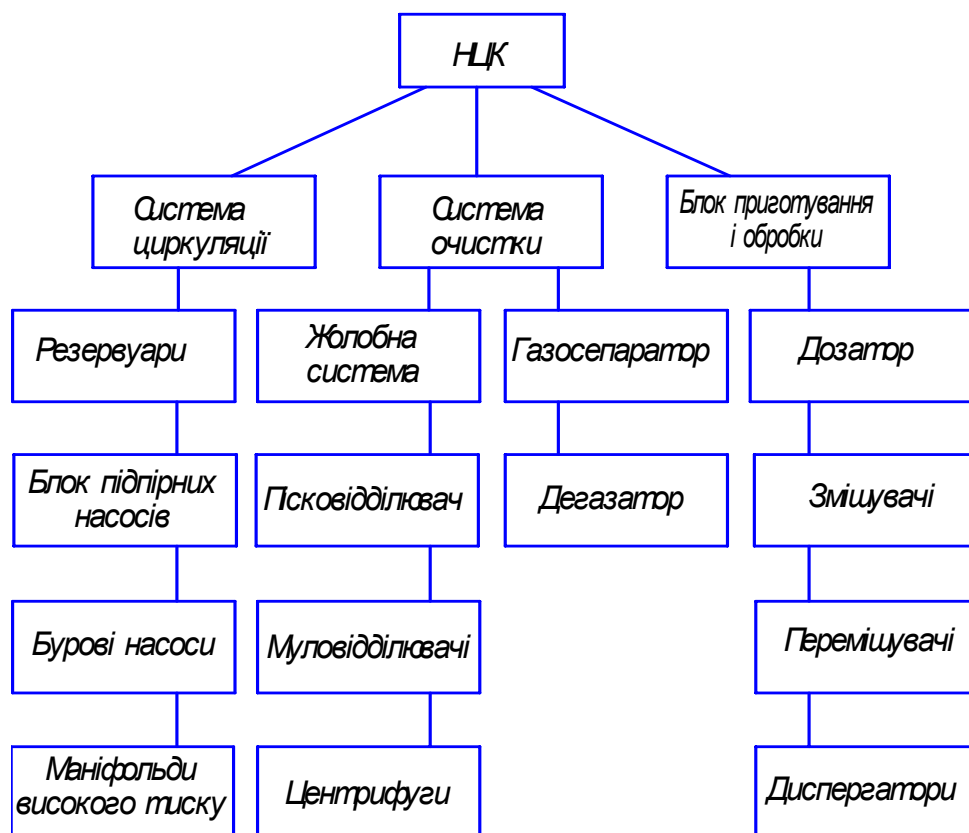 НЦК
Система
циркуляції
Система
очистки
Блок приготування
і обробки
Резервуари
Жолобна
система
Газосепаратор
Дозатор
Блок підпірних
насосів
Пісковідділювач
Дегазатор
Змішувачі
Бурові насоси
Муловідділювачі
Перемішувачі
Маніфольди
високого тиску
Центрифуги
Диспергатори